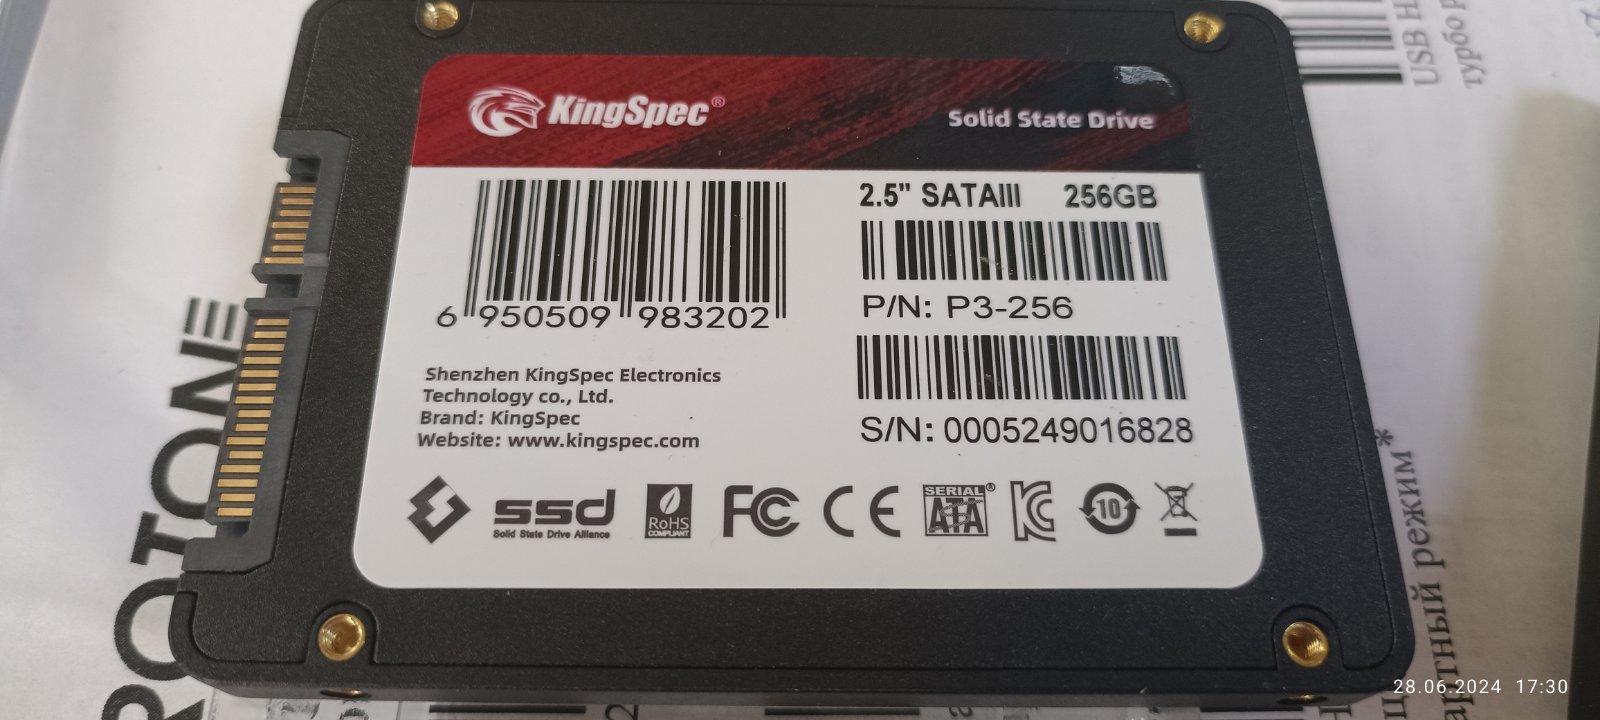 KingSpec®
Solid State Drive
2.5" SATAIII 256GB
6 950509 983202
P/N: P3-256
S/N: 0005249016828
Shenzhen KingSpec Electronics
Technology co., Ltd.
Brand: KingSpec
Website: www.kingspec.com
ssd
Solid State Drive Alliance
RoHS
COMPLIANT
FC
CE
SERIAL®
ATA
KC
10
ROTONE
USB
турбо
режим*
28.06.2024 17:30